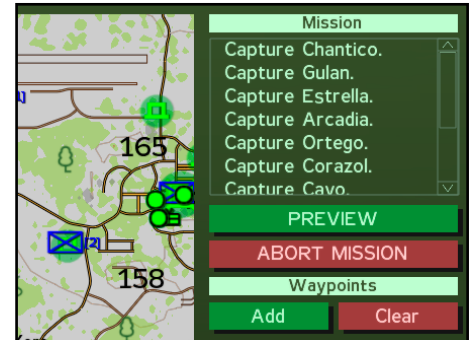 Mission
Capture Chantico.
Capture Gulan.
Capture Estrella.
Capture Arcadia.
Capture Ortego.
Capture Corazol.
Capture Cayo.
PREVIEW
ABORT MISSION
Waypoints
Add
Clear
165
[2]
158